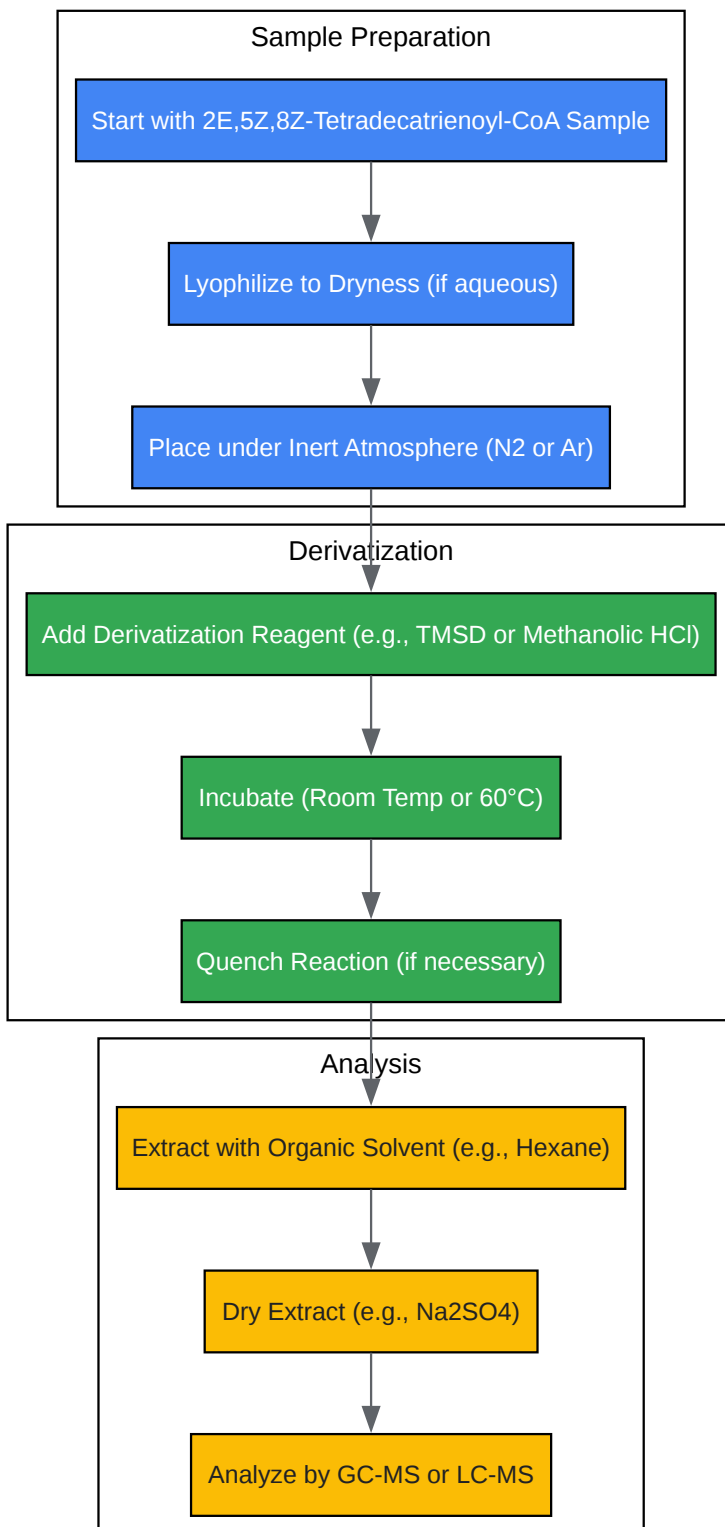 Sample Preparation
Start with 2E,5Z,8Z-Tetradecatrienoyl-CoA Sample
Lyophilize to Dryness (if aqueous)
Place under Inert Atmosphere (N2 or Ar)
Derivatization
Add Derivatization Reagent (e.g., TMSD or Methanolic HCl)
Incubate (Room Temp or 60°C)
Quench Reaction (if necessary)
Analysis
Extract with Organic Solvent (e.g., Hexane)
Dry Extract (e.g., Na2SO4)
Analyze by GC-MS or LC-MS